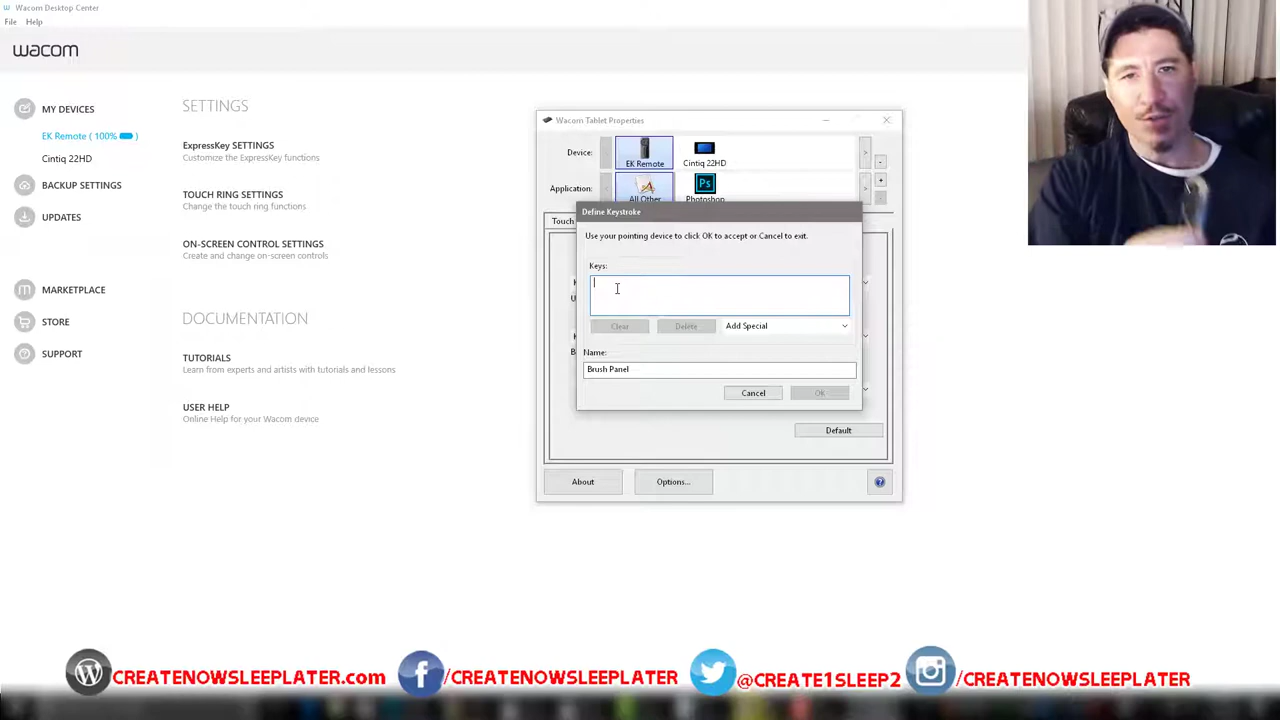 Wacom Desktop Center
File Help
wacom
MY DEVICES
EK Remote ( 100% )
Cintiq 22HD
BACKUP SETTINGS
UPDATES
MARKETPLACE
STORE
SUPPORT
SETTINGS
ExpressKey SETTINGS
Customize the ExpressKey functions
TOUCH RING SETTINGS
Change the touch ring functions
ON-SCREEN CONTROL SETTINGS
Create and change on-screen controls
DOCUMENTATION
TUTORIALS
Learn from experts and artists with tutorials and lessons
USER HELP
Online Help for your Wacom device
Wacom Tablet Properties
Device:
EK Remote
Cintiq 22HD
Application:
All Other
Ps
Photoshop
Touch
Define Keystroke
Use your pointing device to click OK to accept or Cancel to exit.
Keys:
Clear
Delete
Add Special
Name:
Brush Panel
Cancel
Ok
Default
About
Options...
?
CREATENOWSLEEPLATER.com
/CREATENOWSLEEPLATER
@CREATE1SLEEP2
/CREATENOWSLEEPLATER